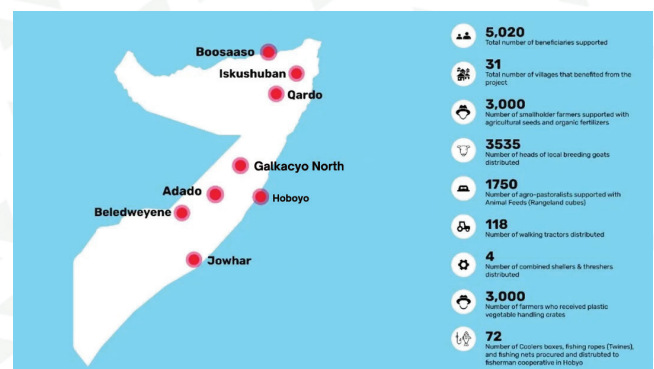 Boosaaso
Iskushuban
Qardo
Galkacyo North
Adado
Hoboyo
Beledweyene
Jowhar
5,020
Total number of beneficiaries supported
31
Total number of villages that benefited from the
project
3,000
Number of smallholder farmers supported with
agricultural seeds and organic fertilizers
3535
Number of heads of local breeding goats
distributed
1750
Number of agro-pastoralists supported with
Animal Feeds (Rangeland cubes)
118
Number of walking tractors distributed
4
Number of combined shellers & threshers
distributed
3,000
Number of farmers who received plastic
vegetable handling crates
72
Number of Coolers boxes, fishing ropes (Twines),
and fishing nets procured and distrubted to
fisherman cooperative in Hobyo